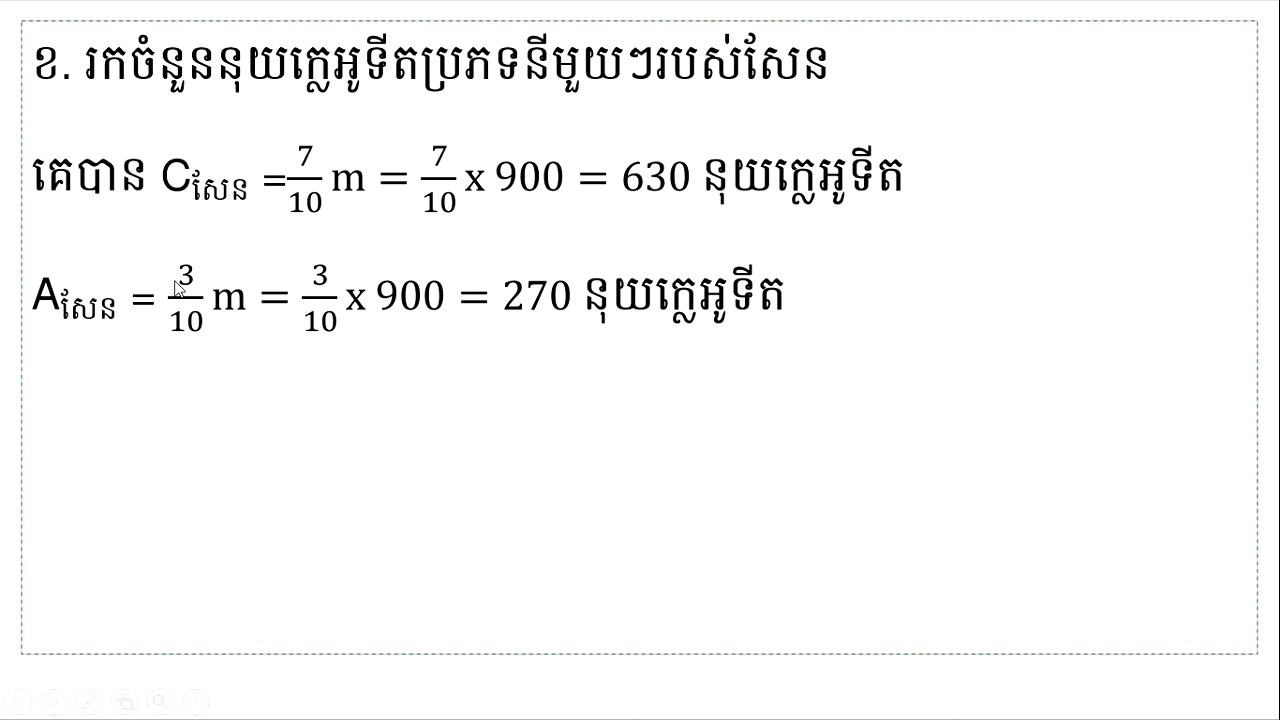 ខ. រកចំនួននុយក្លេអូទីតប្រភទនីមួយៗរបស់សែន
គេបាន Cសែន =7/10 m = 7/10 x 900 = 630 នុយក្លេអូទីត
Aសែន = 3/10 m = 3/10 x 900 = 270 នុយក្លេអូទីត